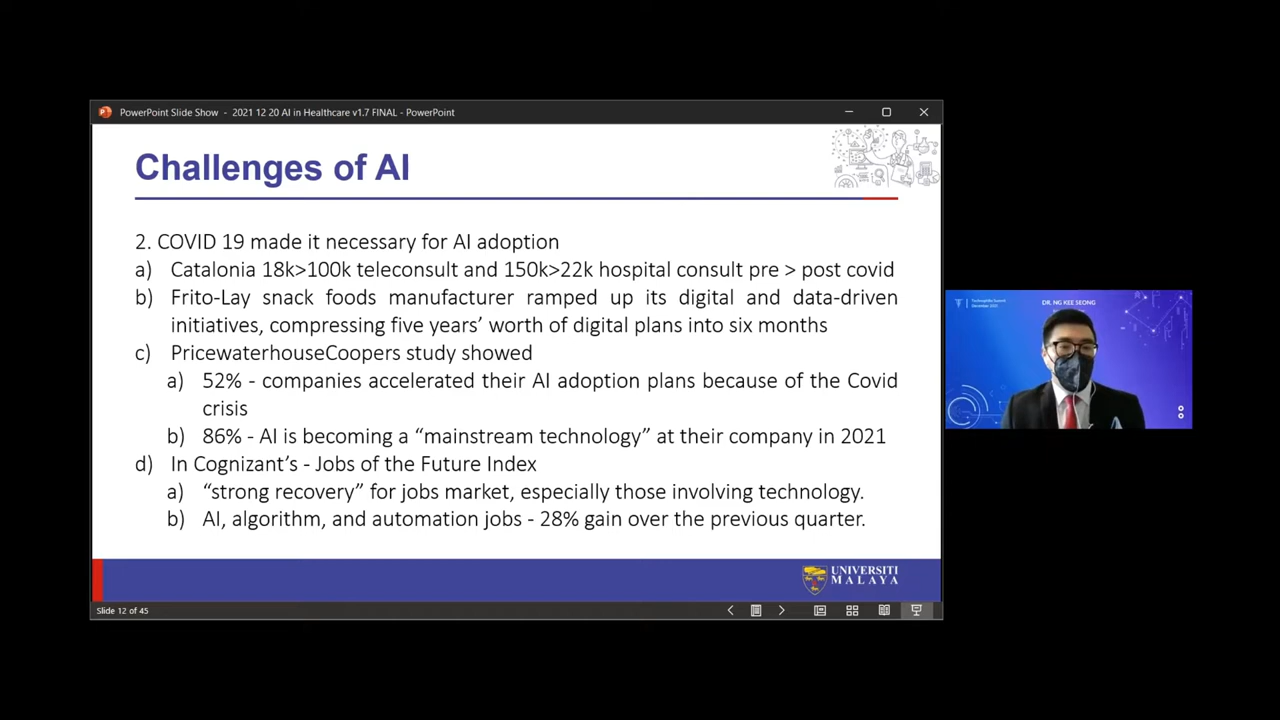 PowerPoint Slide Show - 2021 12 20 AI in Healthcare v1.7 FINAL - PowerPoint
Challenges of AI
2. COVID 19 made it necessary for AI adoption
a) Catalonia 18k>100k teleconsult and 150k>22k hospital consult pre > post covid
b) Frito-Lay snack foods manufacturer ramped up its digital and data-driven
initiatives, compressing five years’ worth of digital plans into six months
c) PricewaterhouseCoopers study showed
a) 52% - companies accelerated their AI adoption plans because of the Covid
crisis
b) 86% - AI is becoming a “mainstream technology” at their company in 2021
d) In Cognizant’s - Jobs of the Future Index
a) “strong recovery” for jobs market, especially those involving technology.
b) AI, algorithm, and automation jobs - 28% gain over the previous quarter.
UNIVERSITI
MALAYA
Slide 12 of 45
DR. NG KEE SEONG